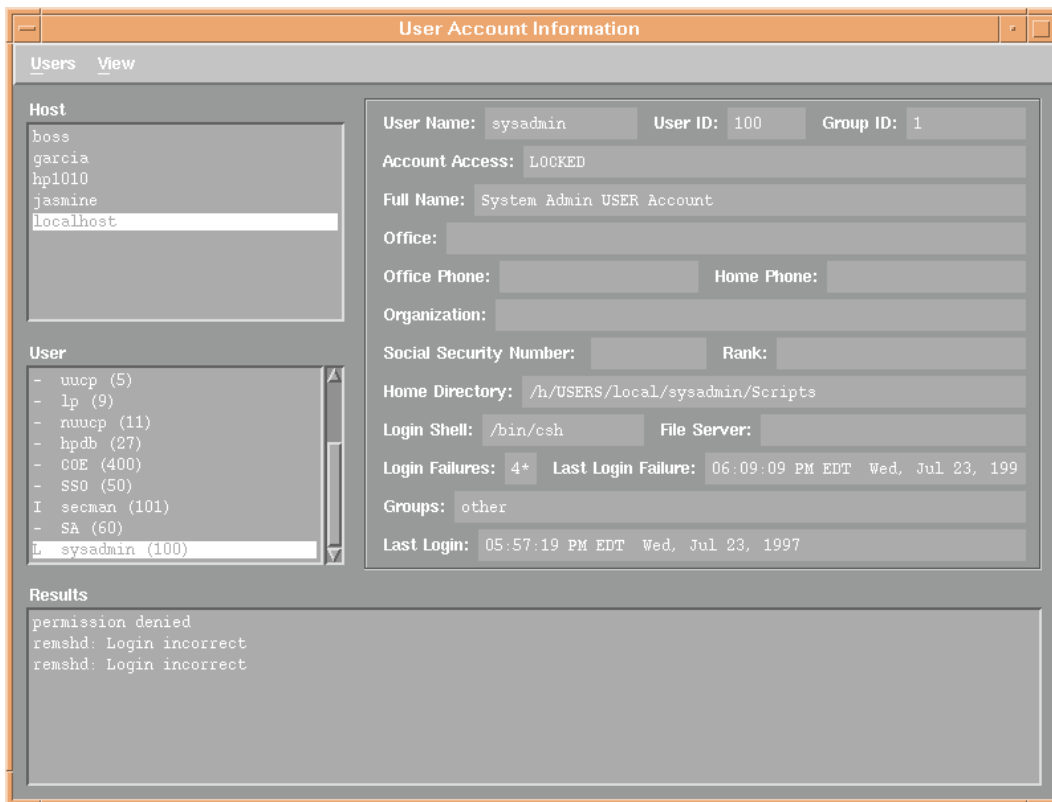 User Account Information
Users View
Host
boss
garcia
hp1010
jasmine
localhost
User
- uucp (5)
- lp (9)
- nuucp (11)
- hpdb (27)
- COE (400)
- SSO (50)
I secman (101)
- SA (60)
L sysadmin (100)
User Name: sysadmin User ID: 100 Group ID: 1
Account Access: LOCKED
Full Name: System Admin USER Account
Office:
Office Phone: Home Phone:
Organization:
Social Security Number: Rank:
Home Directory: /h/USERS/local/sysadmin/Scripts
Login Shell: /bin/csh File Server:
Login Failures: 4* Last Login Failure: 06:09:09 PM EDT Wed, Jul 23, 199
Groups: other
Last Login: 05:57:19 PM EDT Wed, Jul 23, 1997
Results
permission denied
remshd: Login incorrect
remshd: Login incorrect